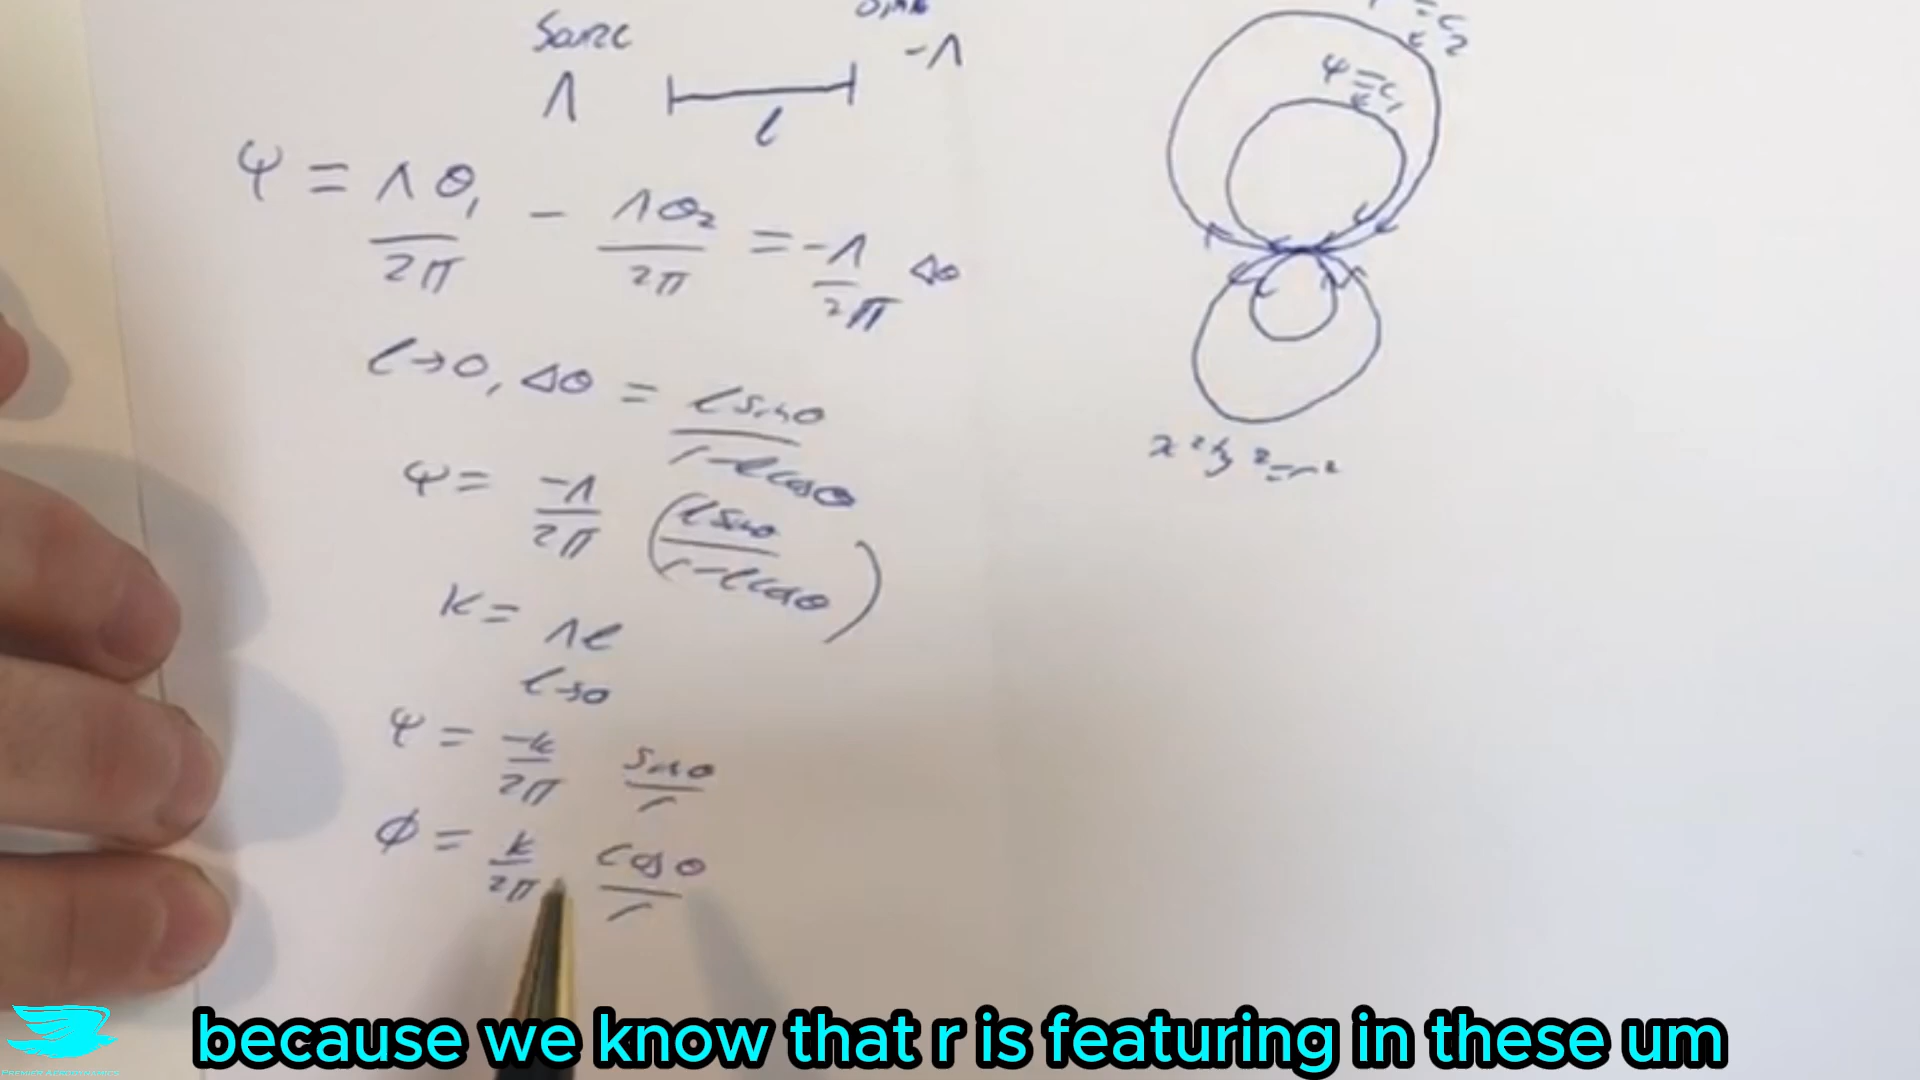 Source
Λ
l
-Λ
ψ = Λθ₁/2π - Λθ₂/2π = -Λ/2π Δθ
l→0, Δθ = l sinθ/r-l cosθ
ψ = -Λ/2π (l sinθ/r-l cosθ)
K = Λl
l→0
ψ = -k/2π sinθ/r
ϕ = k/2π cosθ/r
= c₂
ψ = c₁
x²+y²=r²
because we know that r is featuring in these um